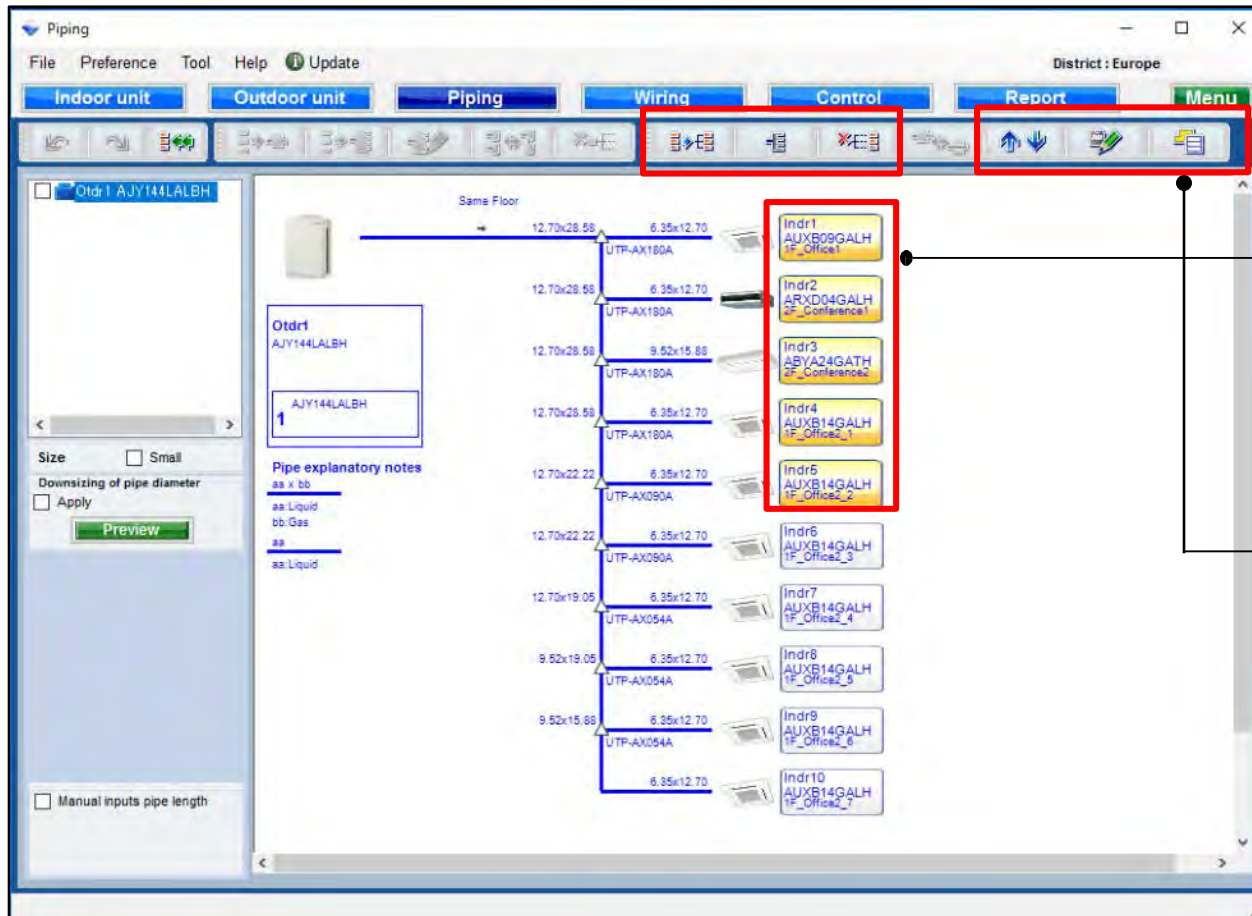 Piping
File Preference Tool Help Update District : Europe
Indoor unit Outdoor unit Piping Wiring Control Report Menu
Otdr1 AJY144LALBH
Size Small
Downsizing of pipe diameter
Apply
Preview
Manual inputs pipe length
Same Floor
Otdr1
AJY144LALBH
AJY144LALBH
1
Pipe explanatory notes
aa x bb
aa:Liquid
bb:Gas
aa
aa:Liquid
12.70x28.58 6.35x12.70
UTP-AX180A
Indr1
AUXB09GALH
1F_Office1
12.70x28.58 6.35x12.70
UTP-AX180A
Indr2
ARXD04GALH
2F_Conference1
12.70x28.58 9.52x15.88
UTP-AX180A
Indr3
ABYA24GATH
2F_Conference2
12.70x28.58 6.35x12.70
UTP-AX180A
Indr4
AUXB14GALH
1F_Office2_1
12.70x22.22 6.35x12.70
UTP-AX090A
Indr5
AUXB14GALH
1F_Office2_2
12.70x22.22 6.35x12.70
UTP-AX090A
Indr6
AUXB14GALH
1F_Office2_3
12.70x19.05 6.35x12.70
UTP-AX054A
Indr7
AUXB14GALH
1F_Office2_4
9.52x19.05 6.35x12.70
UTP-AX054A
Indr8
AUXB14GALH
1F_Office2_5
9.52x15.88 6.35x12.70
UTP-AX054A
Indr9
AUXB14GALH
1F_Office2_6
6.35x12.70
Indr10
AUXB14GALH
1F_Office2_7